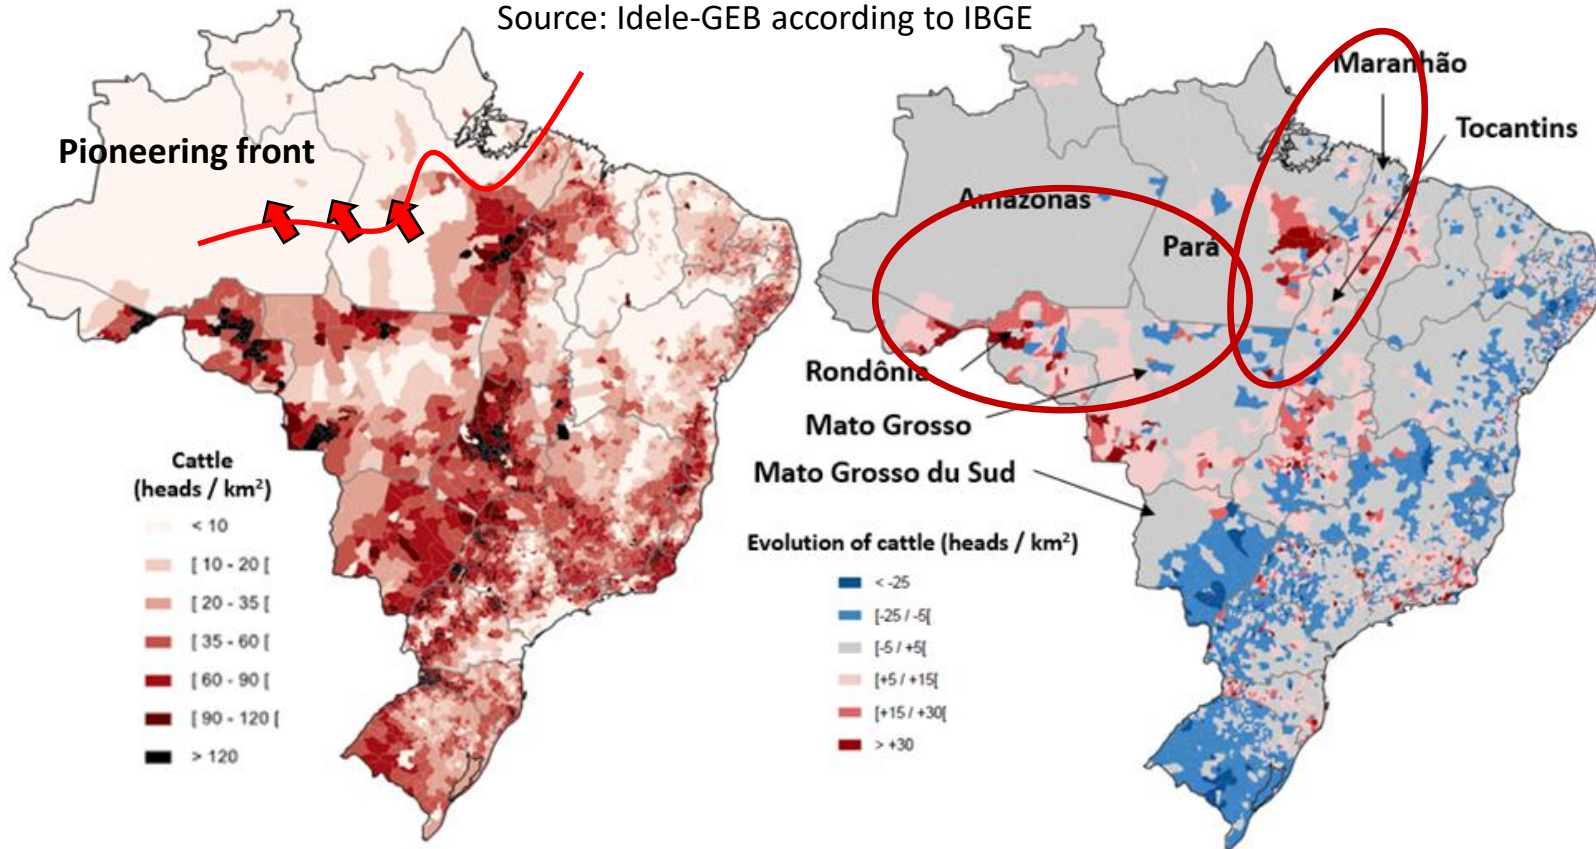 Source: Idele-GEB according to IBGE
Pioneering front
Cattle
(heads / km²)
< 10
[ 10 - 20 [
[ 20 - 35 [
[ 35 - 60 [
[ 60 - 90 [
[ 90 - 120 [
> 120
Maranhão
Tocantins
Amazonas
Pará
Rondônia
Mato Grosso
Mato Grosso du Sud
Evolution of cattle (heads / km²)
< -25
[-25 / -5[
[-5 / +5[
[+5 / +15[
[+15 / +30[
> +30